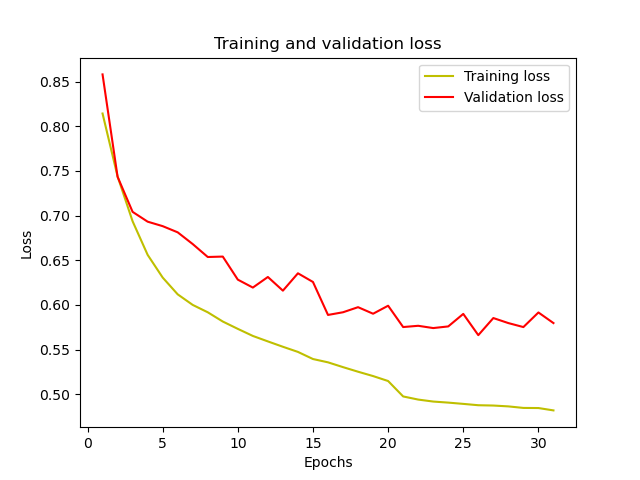 Training and validation loss
Training loss
Validation loss
Loss
0.85
0.80
0.75
0.70
0.65
0.60
0.55
0.50
0 5 10 15 20 25 30
Epochs